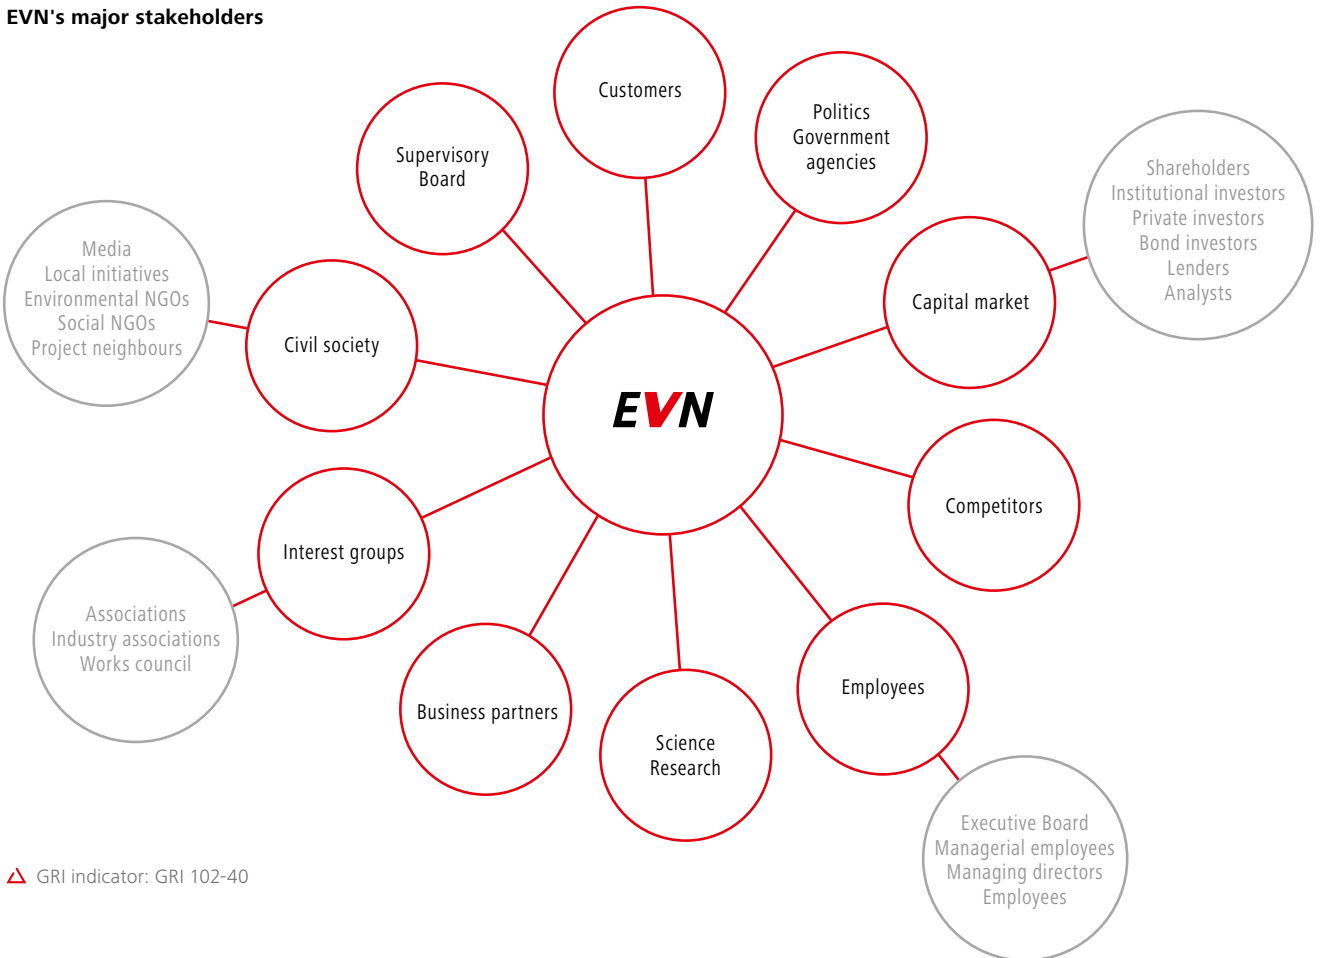 EVN's major stakeholders
Customers
Politics
Government
agencies
Supervisory
Board
Shareholders
Institutional investors
Private investors
Bond investors
Lenders
Analysts
Capital market
Media
Local initiatives
Environmental NGOs
Social NGOs
Project neighbours
Civil society
EVN
Competitors
Interest groups
Associations
Industry associations
Works council
Business partners
Science
Research
Employees
Executive Board
Managerial employees
Managing directors
Employees
GRI indicator: GRI 102-40